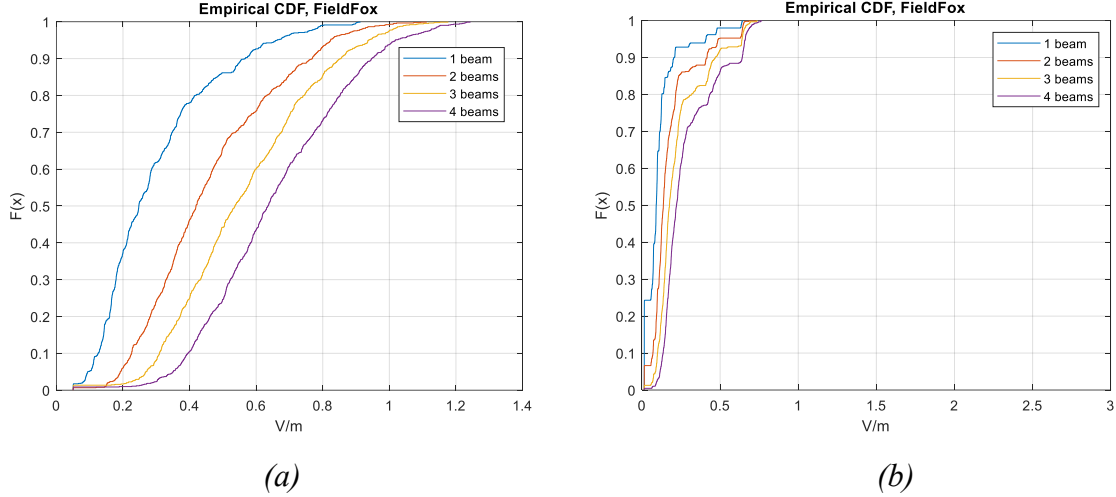 Empirical CDF, FieldFox
1
0.9
0.8
0.7
0.6
0.5
0.4
0.3
0.2
0.1
0
F(x)
1 beam
2 beams
3 beams
4 beams
0 0.2 0.4 0.6 0.8 1 1.2 1.4
V/m
(a)
Empirical CDF, FieldFox
1
0.9
0.8
0.7
0.6
0.5
0.4
0.3
0.2
0.1
0
F(x)
1 beam
2 beams
3 beams
4 beams
0 0.5 1 1.5 2 2.5 3
V/m
(b)